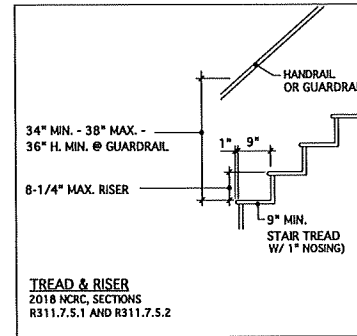 HANDRAIL
OR GUARDRAI
34" MIN. - 38" MAX. -
36" H. MIN. @ GUARDRAIL
1" 9"
8-1/4" MAX. RISER
9" MIN.
STAIR TREAD
W/ 1" NOSING)
TREAD & RISER
2018 NCRC, SECTIONS
R311.7.5.1 AND R311.7.5.2